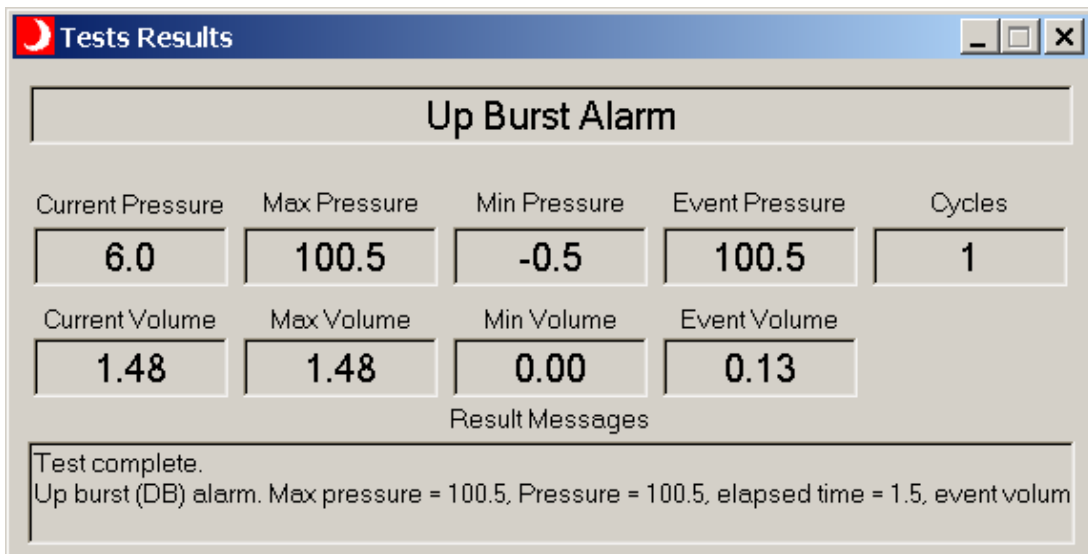 Tests Results
Up Burst Alarm
Current Pressure Max Pressure Min Pressure Event Pressure Cycles
6.0 100.5 -0.5 100.5 1
Current Volume Max Volume Min Volume Event Volume
1.48 1.48 0.00 0.13
Result Messages
Test complete.
Up burst (DB) alarm. Max pressure = 100.5, Pressure = 100.5, elapsed time = 1.5, event volum